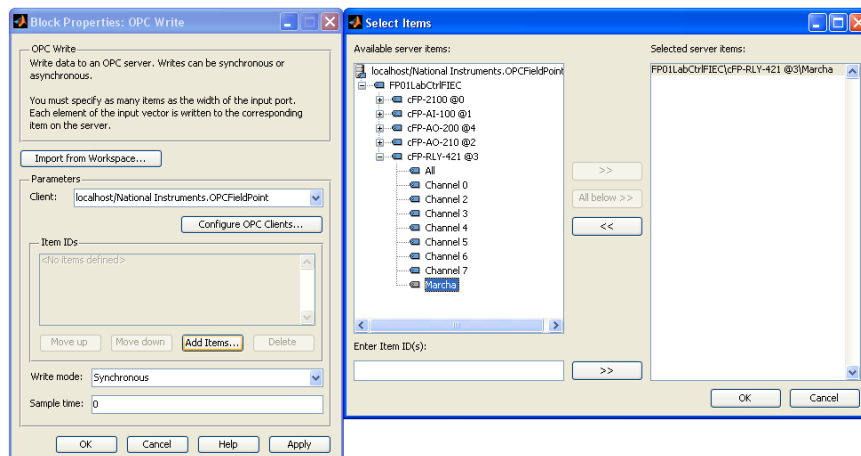 Block Properties: OPC Write
OPC Write
Write data to an OPC server. Writes can be synchronous or
asynchronous.
You must specify as many items as the width of the input port.
Each element of the input vector is written to the corresponding
item on the server.
Import from Workspace...
Parameters
Client: localhost/National Instruments.OPCFieldPoint
Configure OPC Clients...
Item IDs
<No items defined>
Move up Move down Add Items... Delete
Write mode: Synchronous
Sample time: 0
OK Cancel Help Apply
Select Items
Available server items:
localhost/National Instruments.OPCFieldPoint
FP01LabCtrlFIEC
cFP-2100 @0
cFP-AI-100 @1
cFP-AO-200 @4
cFP-AO-210 @2
cFP-RLY-421 @3
All
Channel 0
Channel 2
Channel 3
Channel 4
Channel 5
Channel 6
Channel 7
Marcha
Enter Item ID(s):
>>
All below >>
<<
>>
Selected server items:
FP01LabCtrlFIEC\cFP-RLY-421 @3\Marcha
OK Cancel